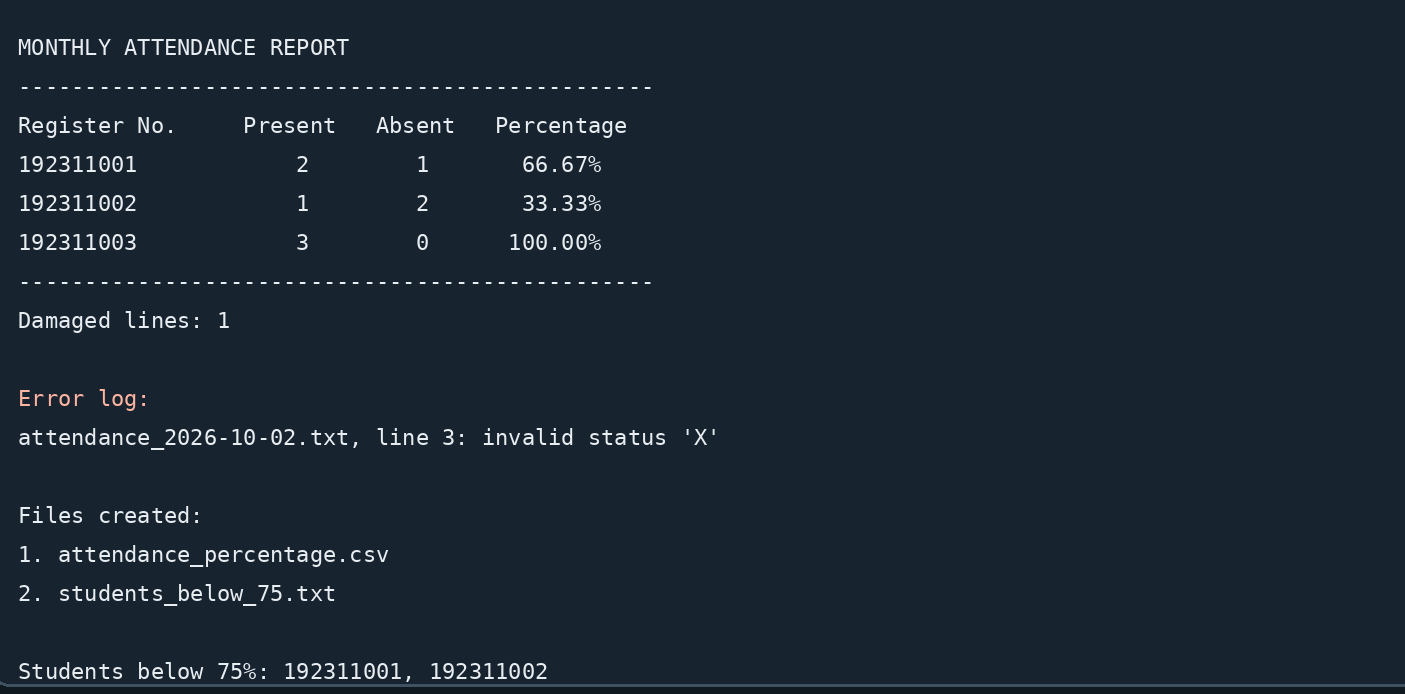 MONTHLY ATTENDANCE REPORT
------------------------------------------------
Register No.     Present   Absent   Percentage
192311001            2        1       66.67%
192311002            1        2       33.33%
192311003            3        0      100.00%
------------------------------------------------
Damaged lines: 1
Error log:
attendance_2026-10-02.txt, line 3: invalid status 'X'
Files created:
1. attendance_percentage.csv
2. students_below_75.txt
Students below 75%: 192311001, 192311002